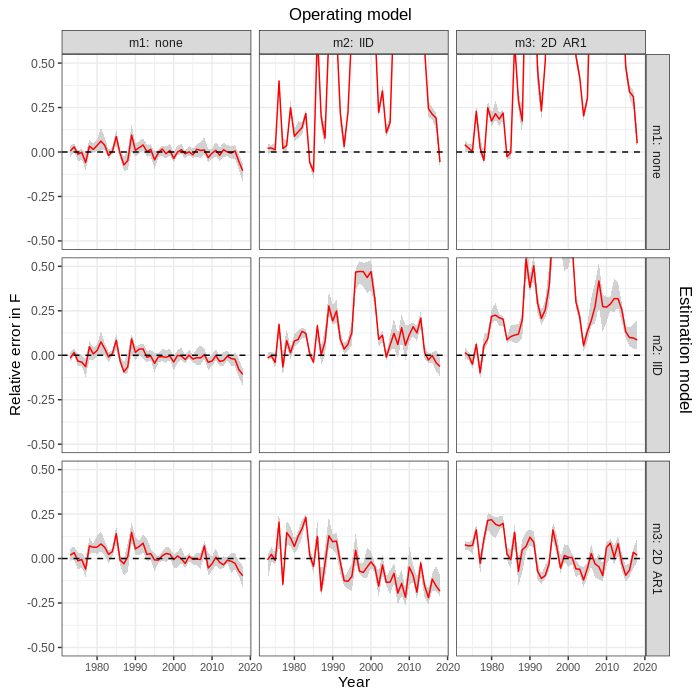 Operating model
m1: none m2: IID m3: 2D AR1
0.50
0.25
0.00
-0.25
-0.50
m1: none
0.50
0.25
0.00
-0.25
-0.50
m2: IID
0.50
0.25
0.00
-0.25
-0.50
m3: 2D AR1
Relative error in F
Estimation model
1980 1990 2000 2010 2020 1980 1990 2000 2010 2020 1980 1990 2000 2010 2020
Year